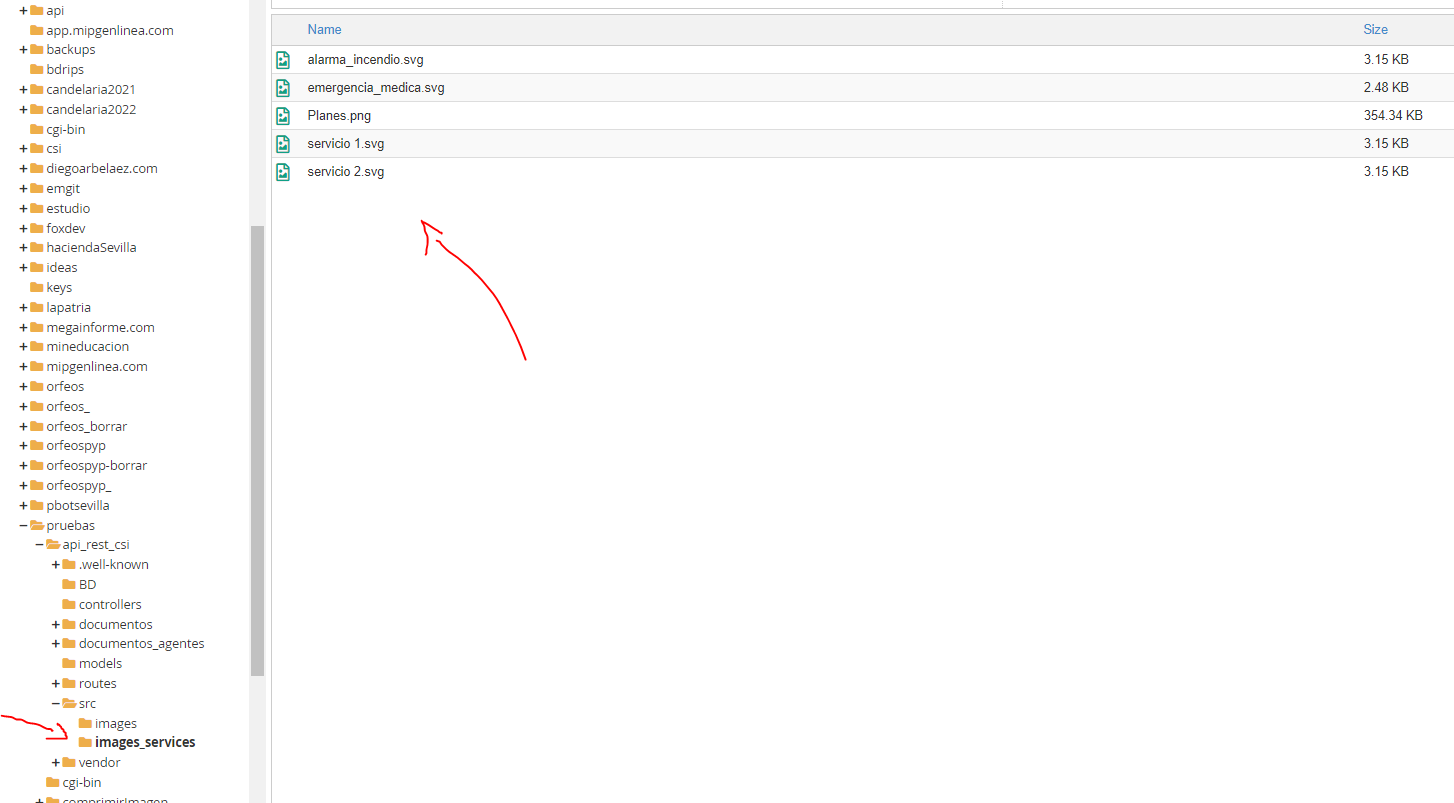 api
app.mipgenlinea.com
backups
bdrips
candelaria2021
candelaria2022
cgi-bin
csi
diegoarbelaez.com
emgit
estudio
foxdev
haciendaSevilla
ideas
keys
lapatria
megainforme.com
mineducacion
mipgenlinea.com
orfeos
orfeos_
orfeos_borrar
orfeospyp
orfeospyp-borrar
orfeospyp_
pbotsevilla
pruebas
api_rest_csi
.well-known
BD
controllers
documentos
documentos_agentes
models
routes
src
images
images_services
vendor
cgi-bin
comprimirImagen
Name Size
alarma_incendio.svg 3.15 KB
emergencia_medica.svg 2.48 KB
Planes.png 354.34 KB
servicio 1.svg 3.15 KB
servicio 2.svg 3.15 KB